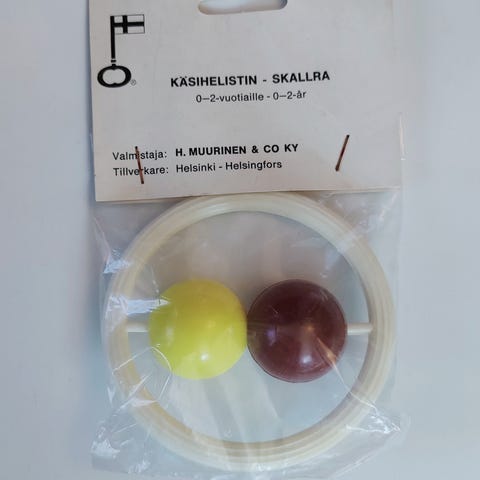 KÄSIHELISTIN - SKALLRA
0-2-vuotiaille - 0-2-år
Valmistaja: H. MUURINEN & CO KY
Tillverkare: Helsinki - Helsingfors
®